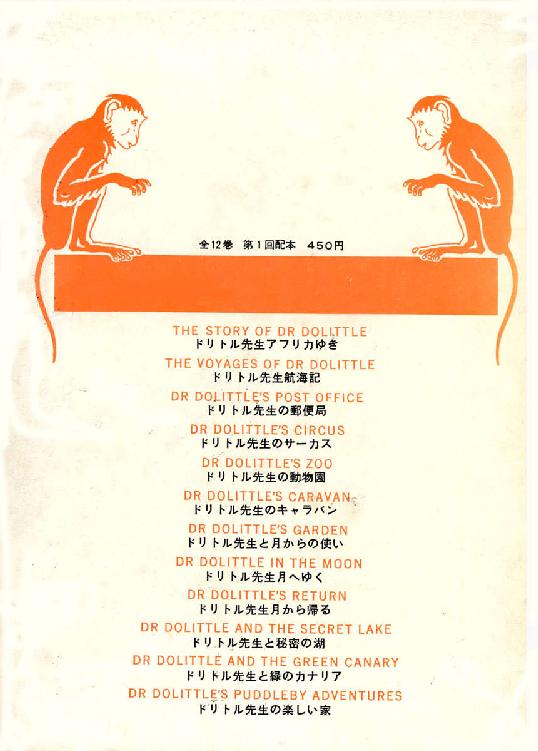 全12巻 第1回配本 450円
THE STORY OF DR DOLITTLE
ドリトル先生アフリカゆき
THE VOYAGES OF DR DOLITTLE
ドリトル先生航海記
DR DOLITTLE'S POST OFFICE
ドリトル先生の郵便局
DR DOLITTLE'S CIRCUS
ドリトル先生のサーカス
DR DOLITTLE'S ZOO
ドリトル先生の動物園
DR DOLITTLE'S CARAVAN
ドリトル先生のキャラバン
DR DOLITTLE'S GARDEN
ドリトル先生と月からの使い
DR DOLITTLE IN THE MOON
ドリトル先生月へゆく
DR DOLITTLE'S RETURN
ドリトル先生月から帰る
DR DOLITTLE AND THE SECRET LAKE
ドリトル先生と秘密の湖
DR DOLITTLE AND THE GREEN CANARY
ドリトル先生と緑のカナリア
DR DOLITTLE'S PUDDLEBY ADVENTURES
ドリトル先生の楽しい家